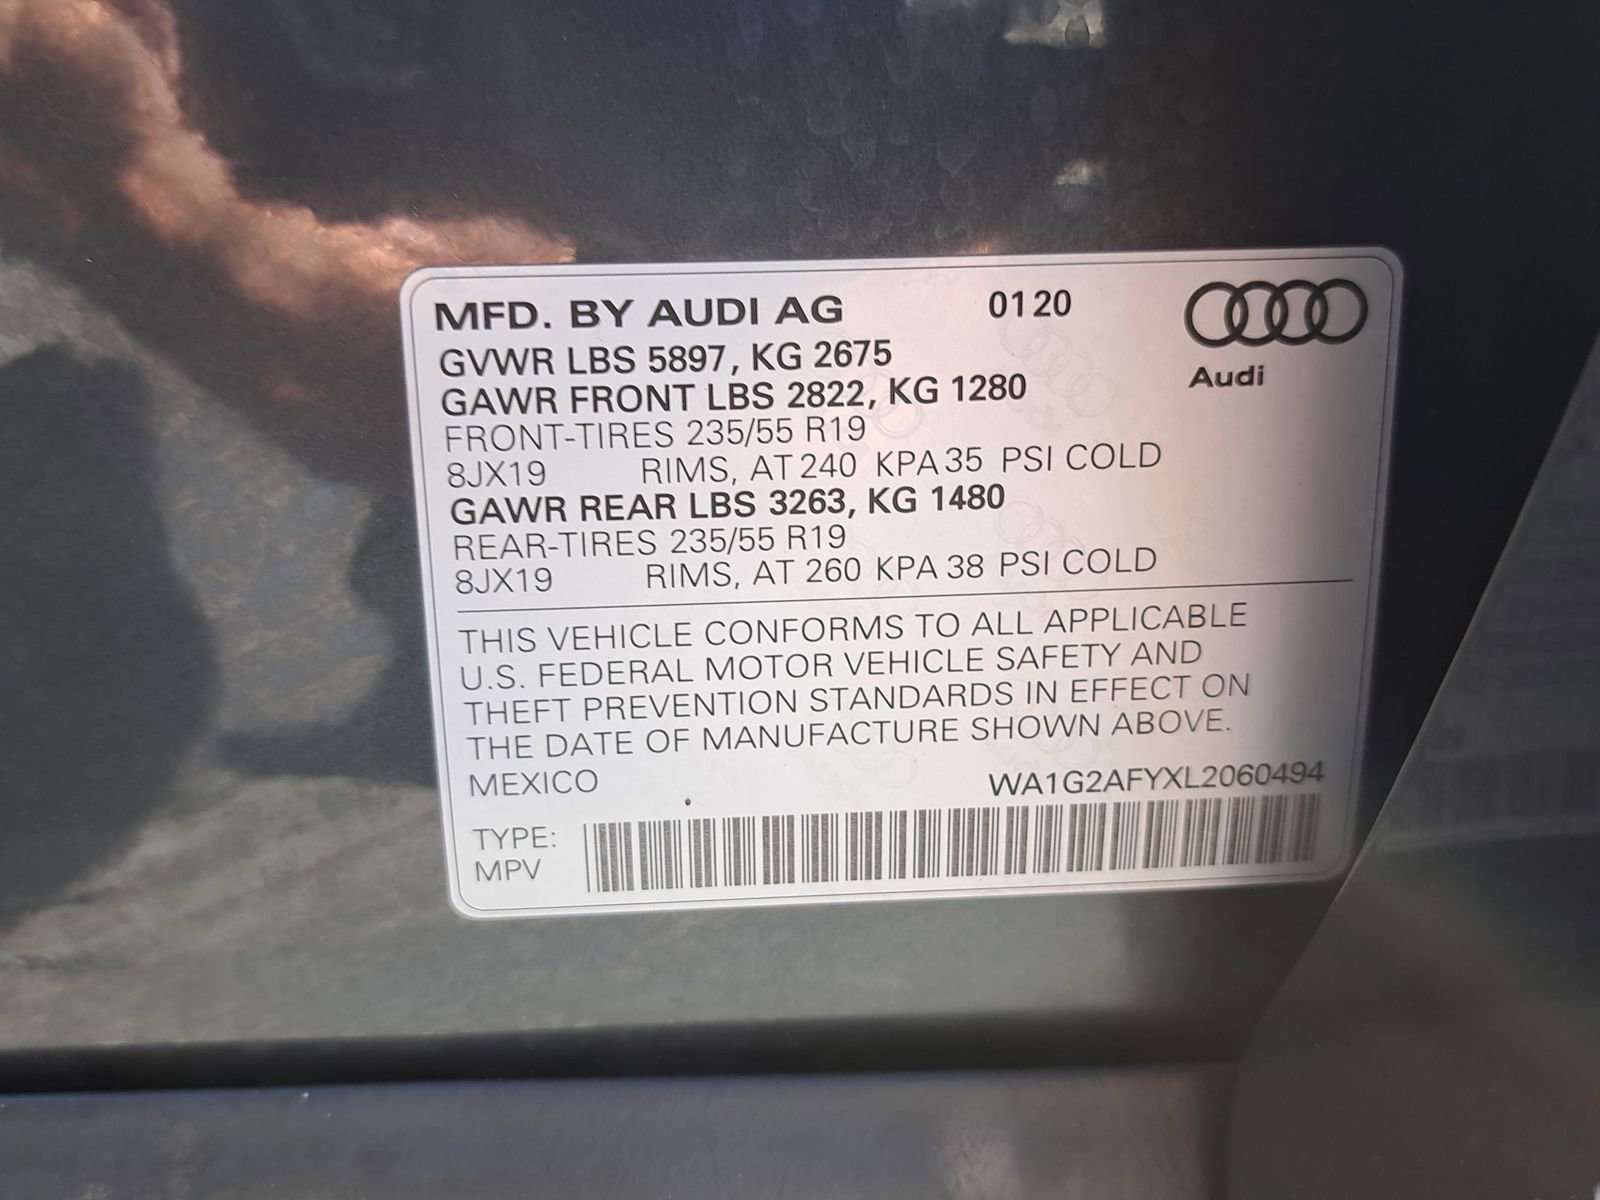 MFD. BY AUDI AG 0120
Audi
GVWR LBS 5897, KG 2675
GAWR FRONT LBS 2822, KG 1280
FRONT-TIRES 235/55 R19
8JX19 RIMS, AT 240 KPA 35 PSI COLD
GAWR REAR LBS 3263, KG 1480
REAR-TIRES 235/55 R19
8JX19 RIMS, AT 260 KPA 38 PSI COLD
THIS VEHICLE CONFORMS TO ALL APPLICABLE
U.S. FEDERAL MOTOR VEHICLE SAFETY AND
THEFT PREVENTION STANDARDS IN EFFECT ON
THE DATE OF MANUFACTURE SHOWN ABOVE.
MEXICO WA1G2AFYXL2060494
TYPE:
MPV